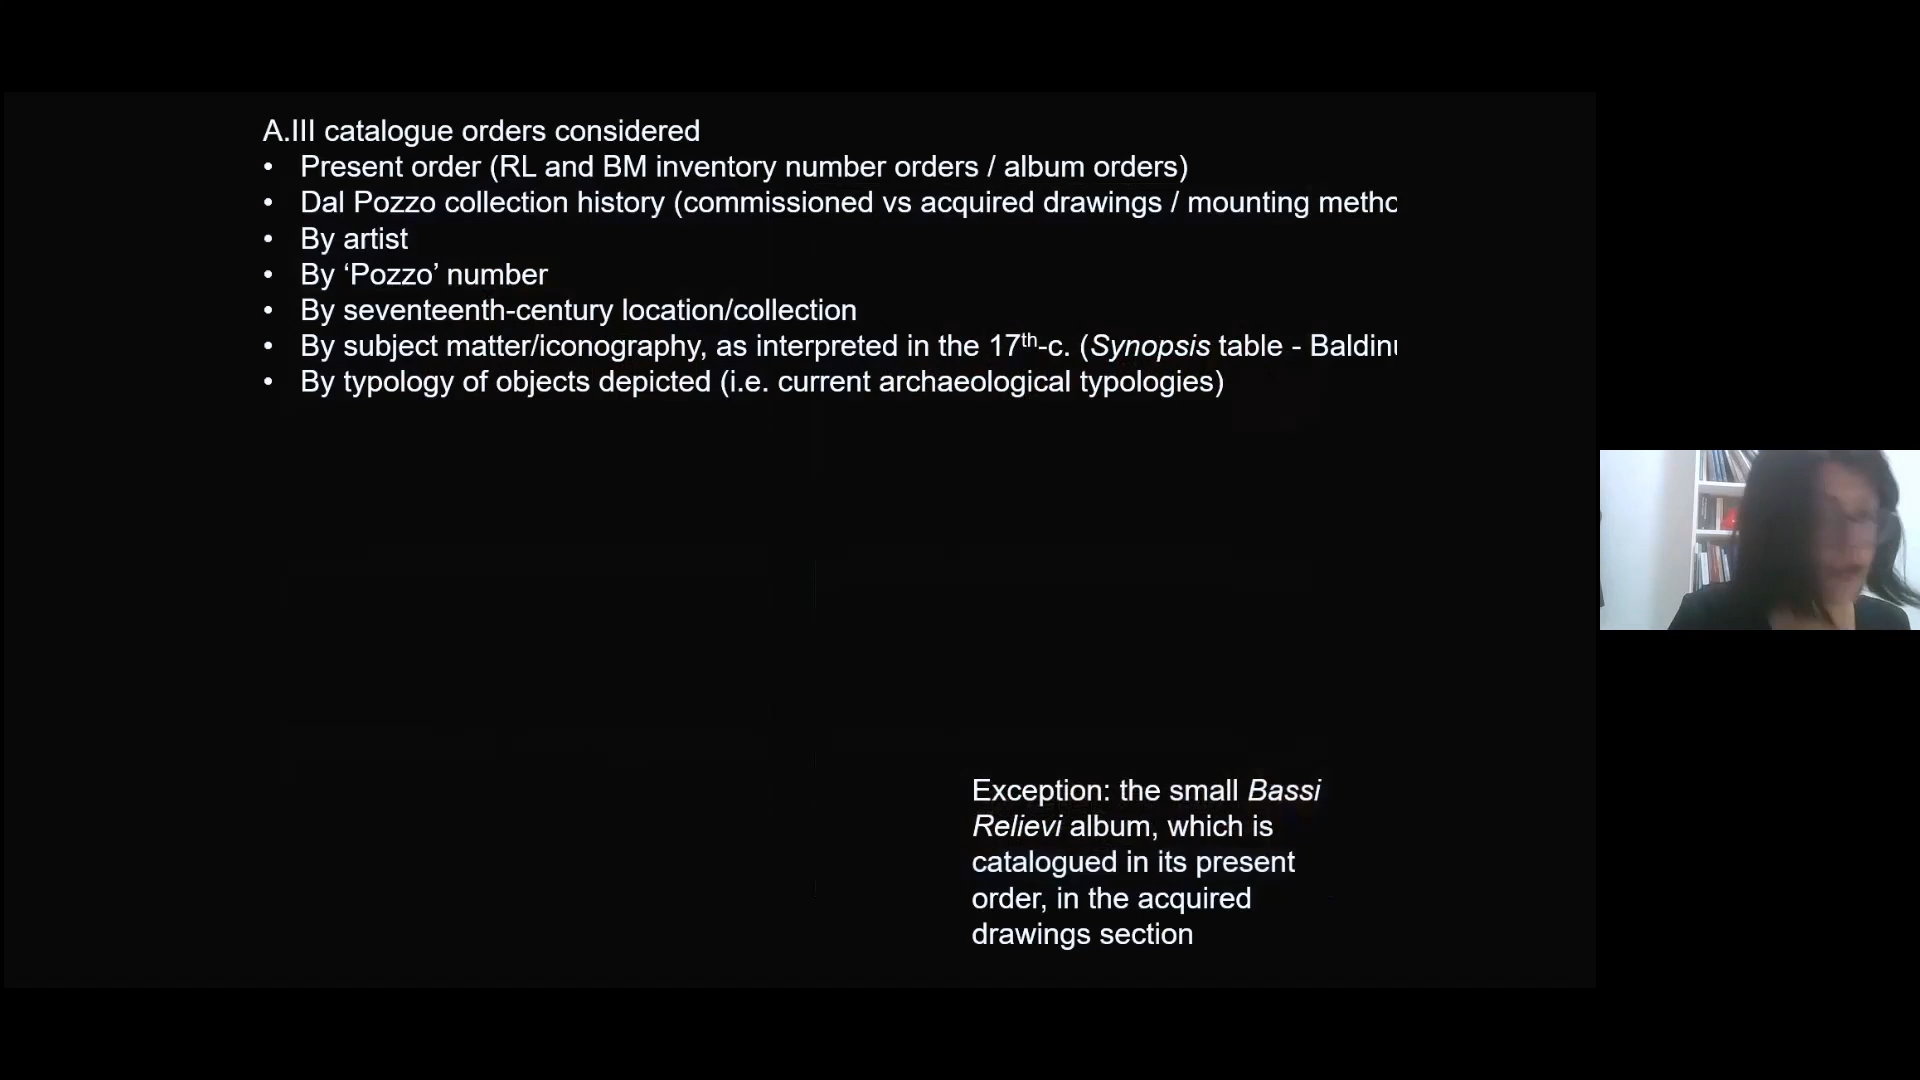 A.III catalogue orders considered
• Present order (RL and BM inventory number orders / album orders)
• Dal Pozzo collection history (commissioned vs acquired drawings / mounting
• By artist
• By ‘Pozzo’ number
• By seventeenth-century location/collection
• By subject matter/iconography, as interpreted in the 17th-c. (Synopsis table -
• By typology of objects depicted (i.e. current archaeological typologies)
Exception: the small Bassi
Relievi album, which is
catalogued in its present
order, in the acquired
drawings section